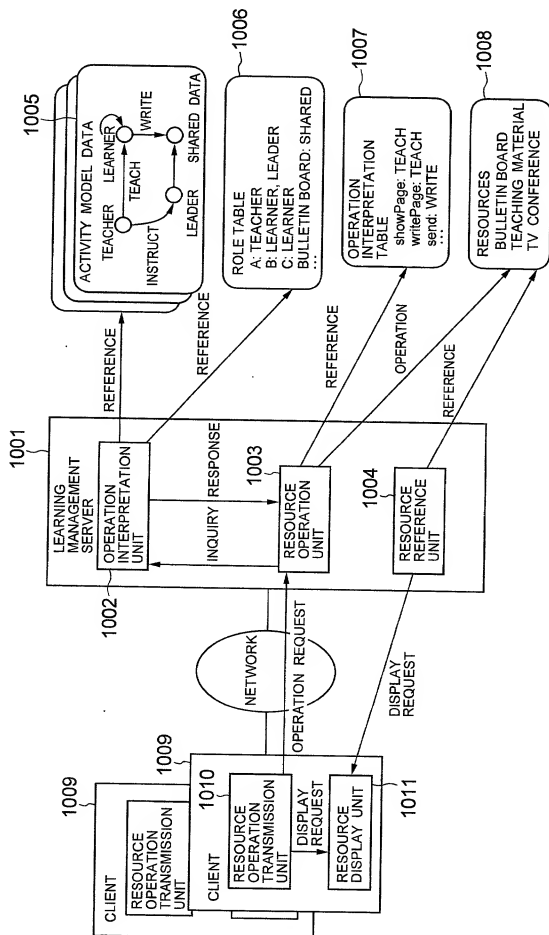 1005
ACTIVITY MODEL DATA
TEACHER
LEARNER
TEACH
WRITE
INSTRUCT
LEADER
SHARED DATA
1006
ROLE TABLE
A: TEACHER
B: LEARNER, LEADER
C: LEARNER
BULLETIN BOARD: SHARED
...
1007
OPERATION
INTERPRETATION
TABLE
showPage: TEACH
writePage: TEACH
send: WRITE
...
1008
RESOURCES
BULLETIN BOARD
TEACHING MATERIAL
TV CONFERENCE
REFERENCE
REFERENCE
REFERENCE
OPERATION
REFERENCE
1001
LEARNING
MANAGEMENT
SERVER
OPERATION
INTERPRETATION
UNIT
1002
INQUIRY
RESPONSE
1003
RESOURCE
OPERATION
UNIT
1004
RESOURCE
REFERENCE
UNIT
NETWORK
OPERATION REQUEST
DISPLAY
REQUEST
1009
CLIENT
RESOURCE
OPERATION
TRANSMISSION
UNIT
1009
CLIENT
1010
RESOURCE
OPERATION
TRANSMISSION
UNIT
DISPLAY
REQUEST
RESOURCE
DISPLAY UNIT
1011